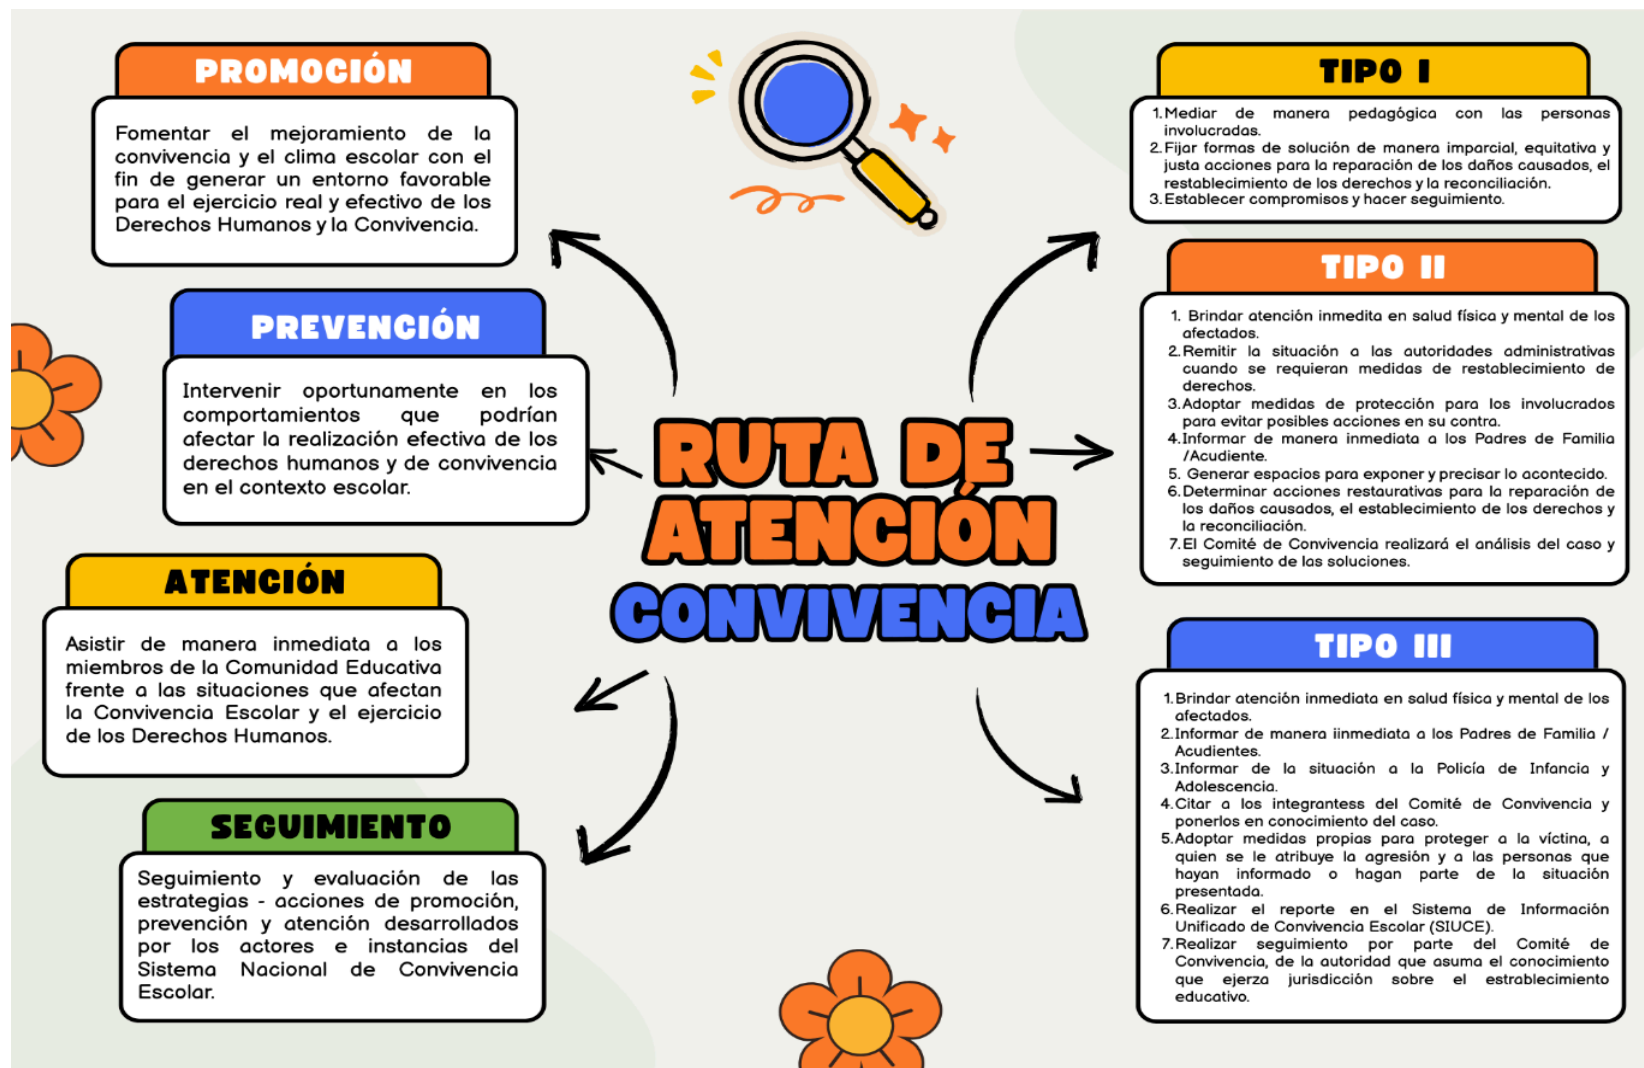 PROMOCIÓN
Fomentar el mejoramiento de la
convivencia y el clima escolar con el
fin de generar un entorno favorable
para el ejercicio real y efectivo de los
Derechos Humanos y la Convivencia.
PREVENCIÓN
Intervenir oportunamente en los
comportamientos que podrían
afectar la realización efectiva de los
derechos humanos y de convivencia
en el contexto escolar.
ATENCIÓN
Asistir de manera inmediata a los
miembros de la Comunidad Educativa
frente a las situaciones que afectan
la Convivencia Escolar y el ejercicio
de los Derechos Humanos.
SEGUIMIENTO
Seguimiento y evaluación de las
estrategias - acciones de promoción,
prevención y atención desarrollados
por los actores e instancias del
Sistema Nacional de Convivencia
Escolar.
RUTA DE
ATENCIÓN
CONVIVENCIA
TIPO I
1. Mediar de manera pedagógica con las personas
involucradas.
2. Fijar formas de solución de manera imparcial, equitativa y
justa acciones para la reparación de los daños causados, el
restablecimiento de los derechos y la reconciliación.
3. Establecer compromisos y hacer seguimiento.
TIPO II
1. Brindar atención inmedita en salud física y mental de los
afectados.
2. Remitir la situación a las autoridades administrativas
cuando se requieran medidas de restablecimiento de
derechos.
3. Adoptar medidas de protección para los involucrados
para evitar posibles acciones en su contra.
4. Informar de manera inmediata a los Padres de Familia
/Acudiente.
5. Generar espacios para exponer y precisar lo acontecido.
6. Determinar acciones restaurativas para la reparación de
los daños causados, el establecimiento de los derechos y
la reconciliación.
7. El Comité de Convivencia realizará el análisis del caso y
seguimiento de las soluciones.
TIPO III
1. Brindar atención inmediata en salud física y mental de los
afectados.
2. Informar de manera iinmediata a los Padres de Familia /
Acudientes.
3. Informar de la situación a la Policía de Infancia y
Adolescencia.
4. Citar a los integrantess del Comité de Convivencia y
ponerlos en conocimiento del caso.
5. Adoptar medidas propias para proteger a la víctina, a
quien se le atribuye la agresión y a las personas que
hayan informado o hagan parte de la situación
presentada.
6. Realizar el reporte en el Sistema de Información
Unificado de Convivencia Escolar (SIUCE).
7. Realizar seguimiento por parte del Comité de
Convivencia, de la autoridad que asuma el conocimiento
que ejerza jurisdicción sobre el estrablecimiento
educativo.